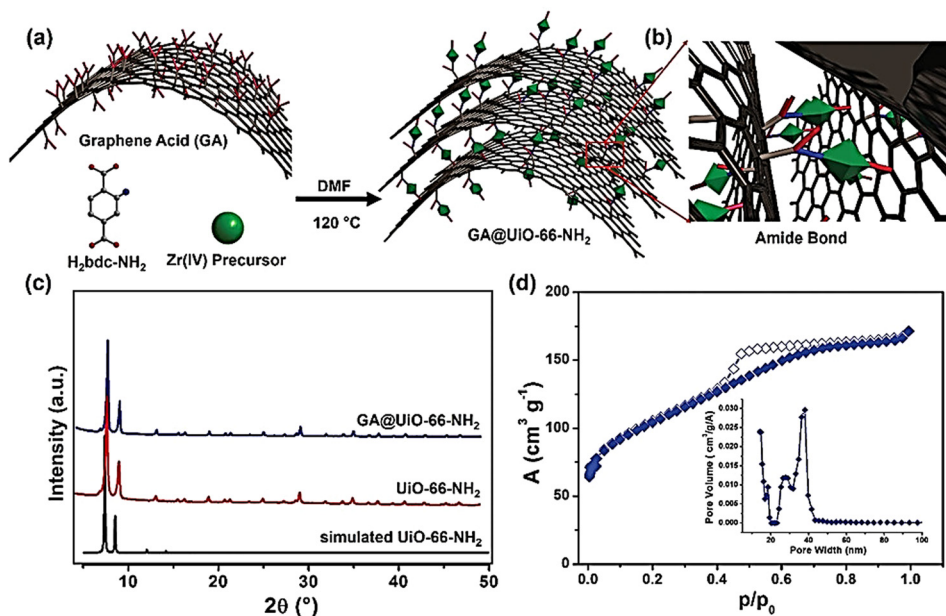 (a)
Graphene Acid (GA)
H₂bdc-NH₂
Zr(IV) Precursor
DMF
120 °C
GA@UiO-66-NH₂
(b)
Amide Bond
(c)
Intensity (a.u.)
GA@UiO-66-NH₂
UiO-66-NH₂
simulated UiO-66-NH₂
10 20 30 40 50
2θ (°)
(d)
A (cm³ g⁻¹)
200
150
100
50
0
0.0 0.2 0.4 0.6 0.8 1.0
p/p₀
Pore Volume ( cm³/g/A)
0.030
0.025
0.020
0.015
0.010
0.005
0.000
20 40 60 80 100
Pore Width (nm)